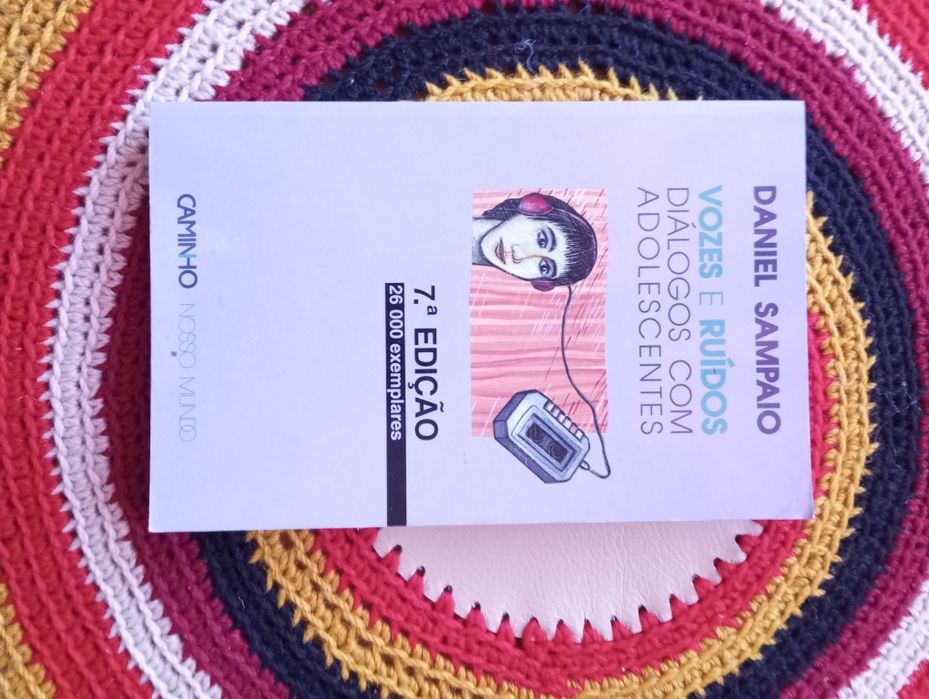 DANIEL SAMPAIO
VOZES E RUÍDOS
DIÁLOGOS COM
ADOLESCENTES
7.ª EDIÇÃO
26 000 exemplares
CAMINHO NOSSO MUNDO